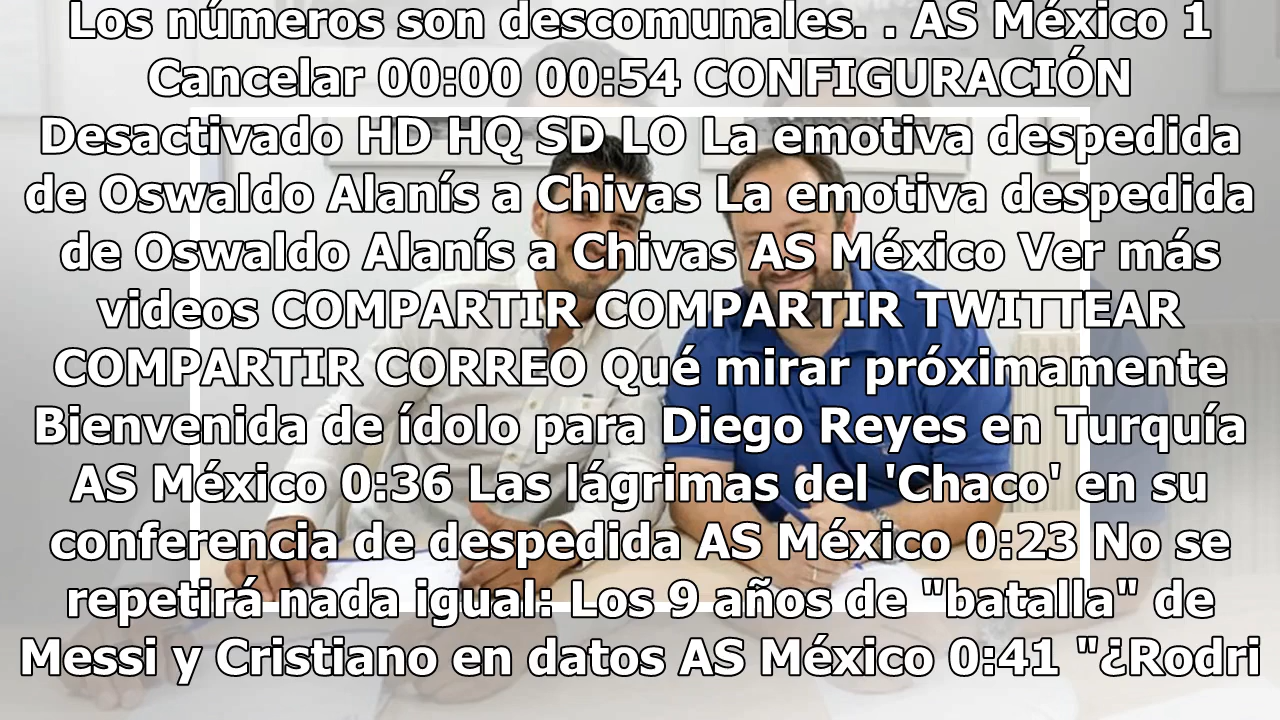 Los números son descomunales. . AS México 1
Cancelar 00:00 00:54 CONFIGURACIÓN
Desactivado HD HQ SD LO La emotiva despedida
de Oswaldo Alanís a Chivas La emotiva despedida
de Oswaldo Alanís a Chivas AS México Ver más
videos COMPARTIR COMPARTIR TWITTEAR
COMPARTIR CORREO Qué mirar próximamente
Bienvenida de ídolo para Diego Reyes en Turquía
AS México 0:36 Las lágrimas del 'Chaco' en su
conferencia de despedida AS México 0:23 No se
repetirá nada igual: Los 9 años de "batalla" de
Messi y Cristiano en datos AS México 0:41 "¿Rodri